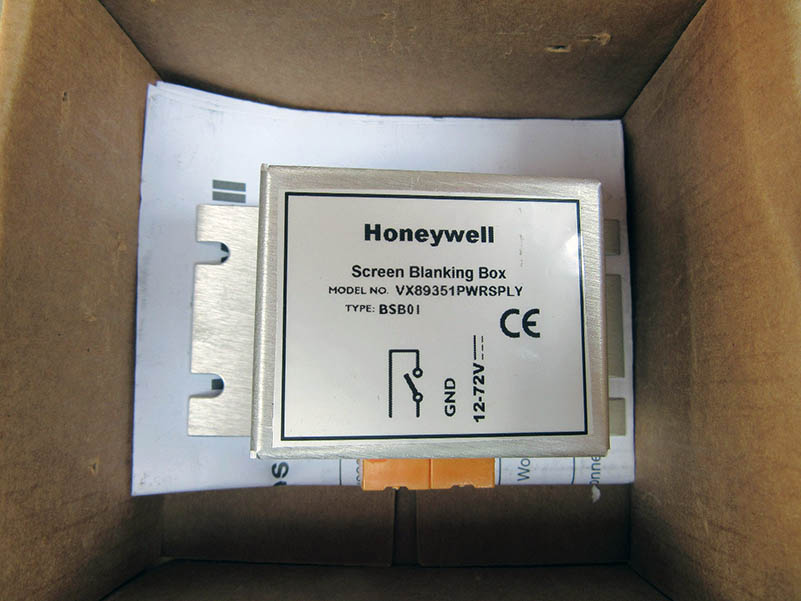 Honeywell
Screen Blanking Box
MODEL NO. VX89351PWRSPLY
TYPE: BSB01
CE
GND
12-72V